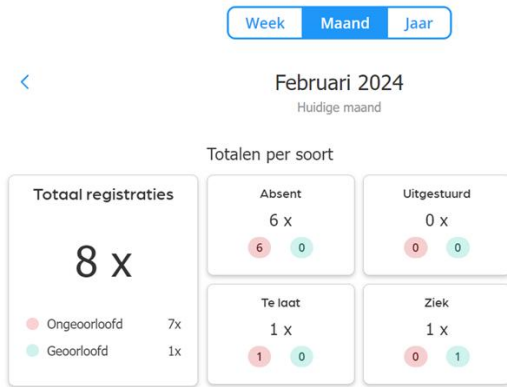 Week Maand Jaar
Februari 2024
Huidige maand
Totalen per soort
Totaal registraties
8 x
Ongeoorloofd 7x
Geoorloofd 1x
Absent
6 x
6 0
Uitgestuurd
0 x
0 0
Te laat
1 x
1 0
Ziek
1 x
0 1